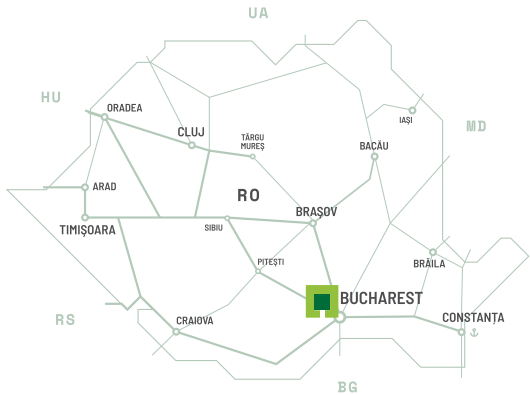 UA
HU
ORADEA
CLUJ
TÂRGU
MUREȘ
IAȘI
MD
BACĂU
ARAD
RO
TIMIȘOARA
SIBIU
BRAȘOV
PITEȘTI
BRĂILA
BUCHAREST
RS
CRAIOVA
CONSTANȚA
BG